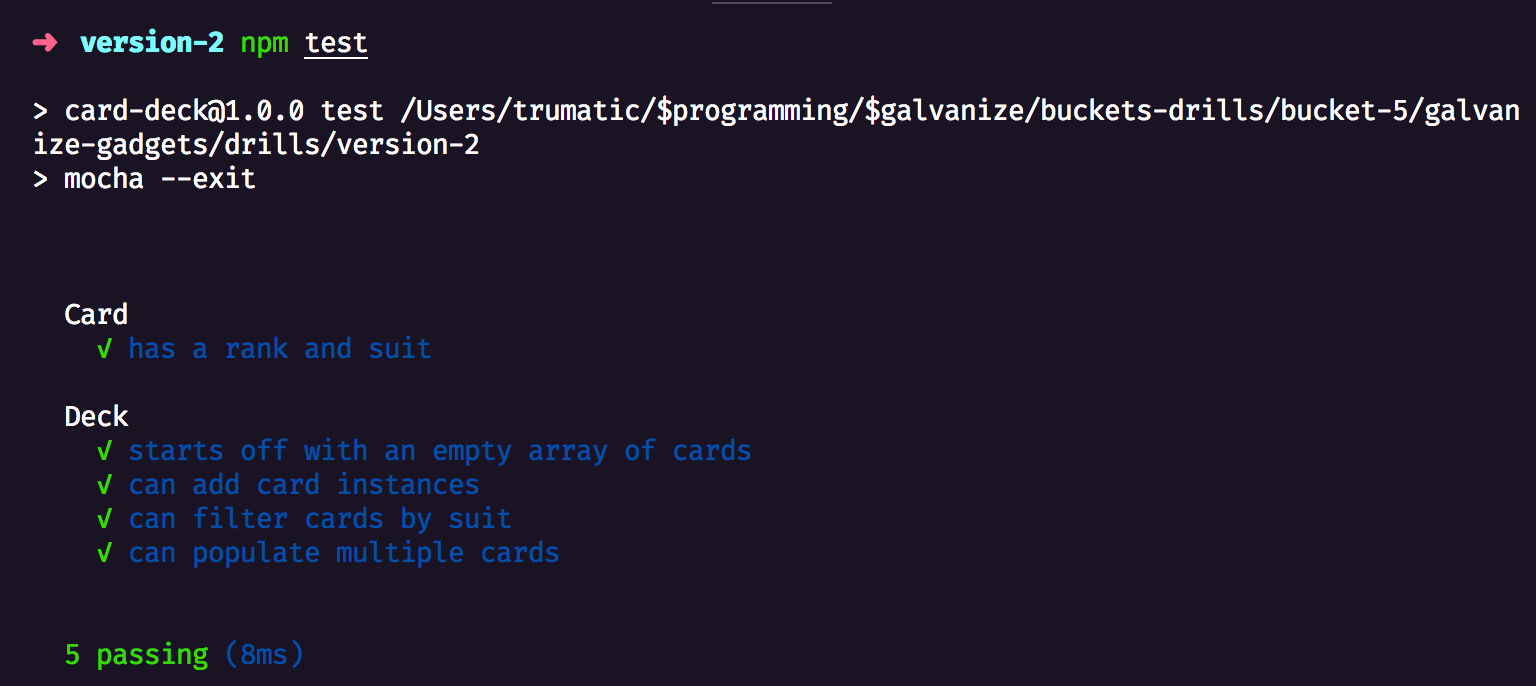 ➜ version-2 npm test
> card-deck@1.0.0 test /Users/trumatic/$programming/$galvanize/buckets-drills/bucket-5/galvan
ize-gadgets/drills/version-2
> mocha --exit
Card
√ has a rank and suit
Deck
√ starts off with an empty array of cards
√ can add card instances
√ can filter cards by suit
√ can populate multiple cards
5 passing (8ms)